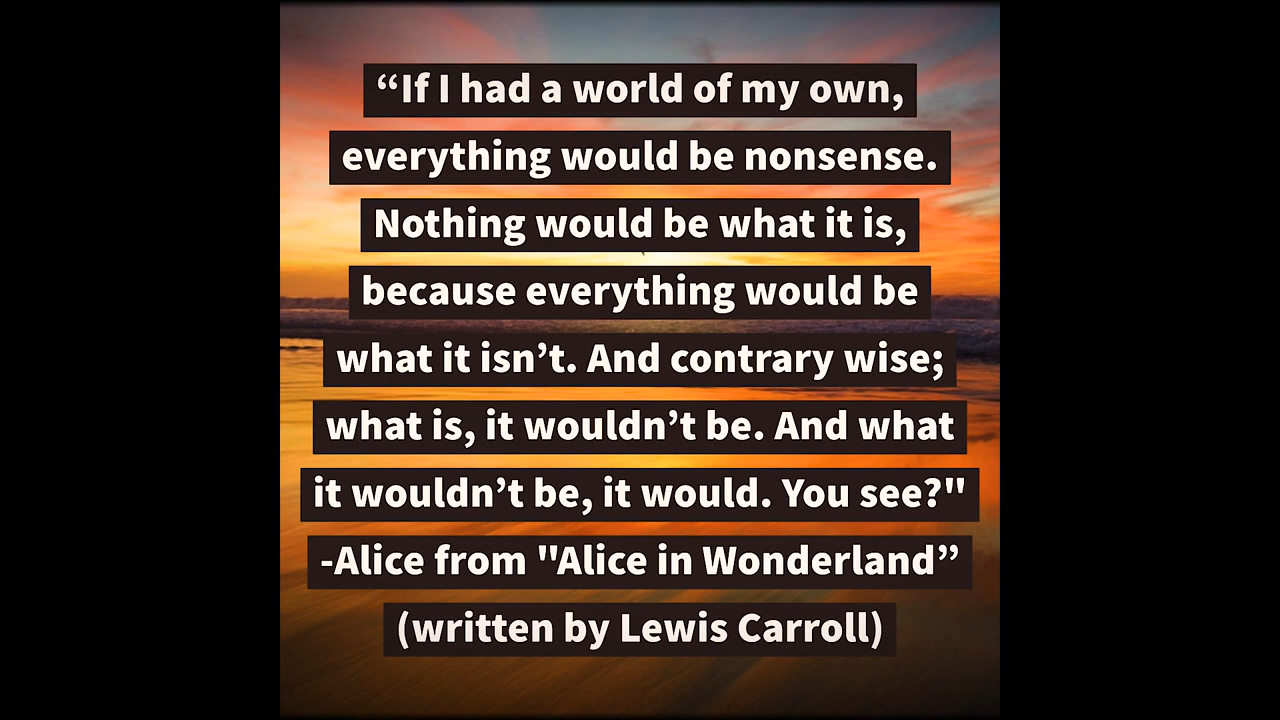 “If I had a world of my own,
everything would be nonsense.
Nothing would be what it is,
because everything would be
what it isn’t. And contrary wise;
what is, it wouldn’t be. And what
it wouldn’t be, it would. You see?"
-Alice from "Alice in Wonderland”
(written by Lewis Carroll)